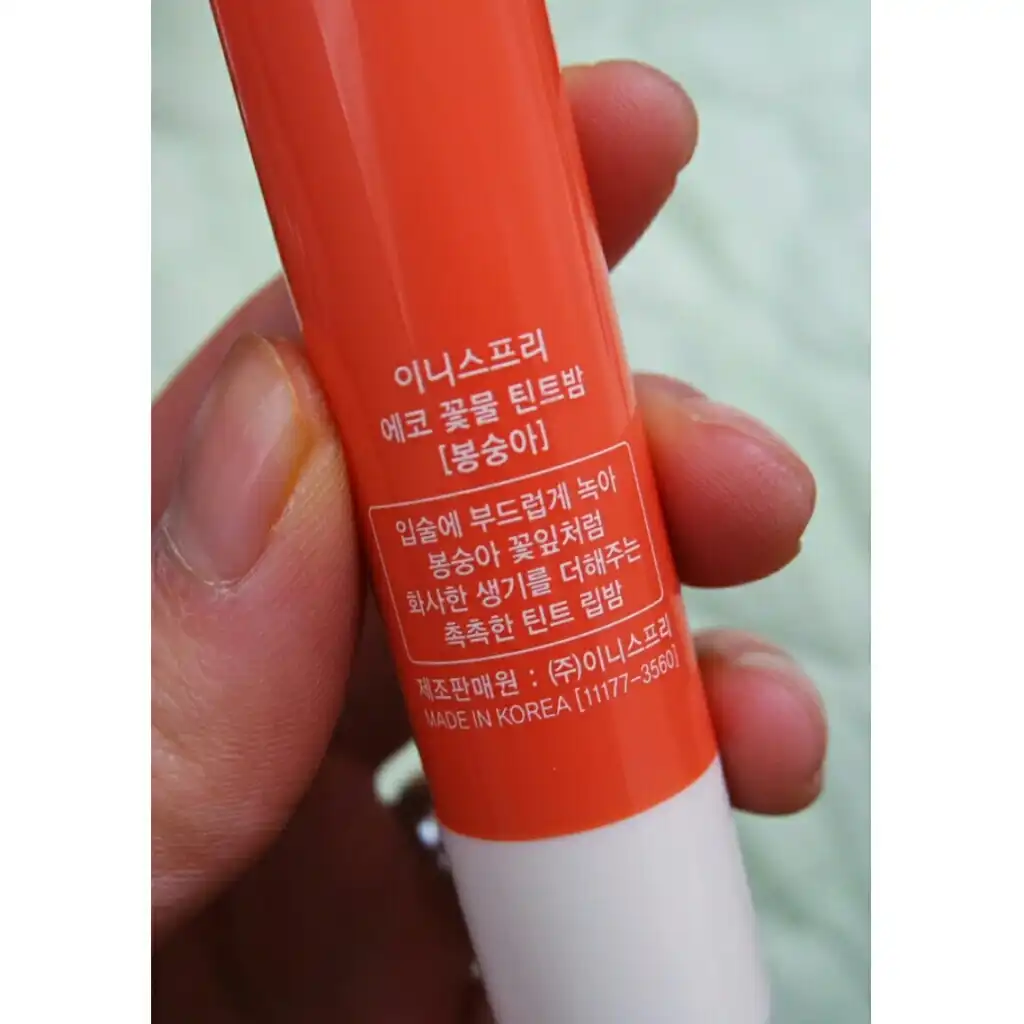 이니스프리
에코 꽃물 틴트밤
[봉숭아]
입술에 부드럽게 녹아
봉숭아 꽃잎처럼
화사한 생기를 더해주는
촉촉한 틴트 립밤
제조판매원 : (주)이니스프리
MADE IN KOREA [11177-3560]